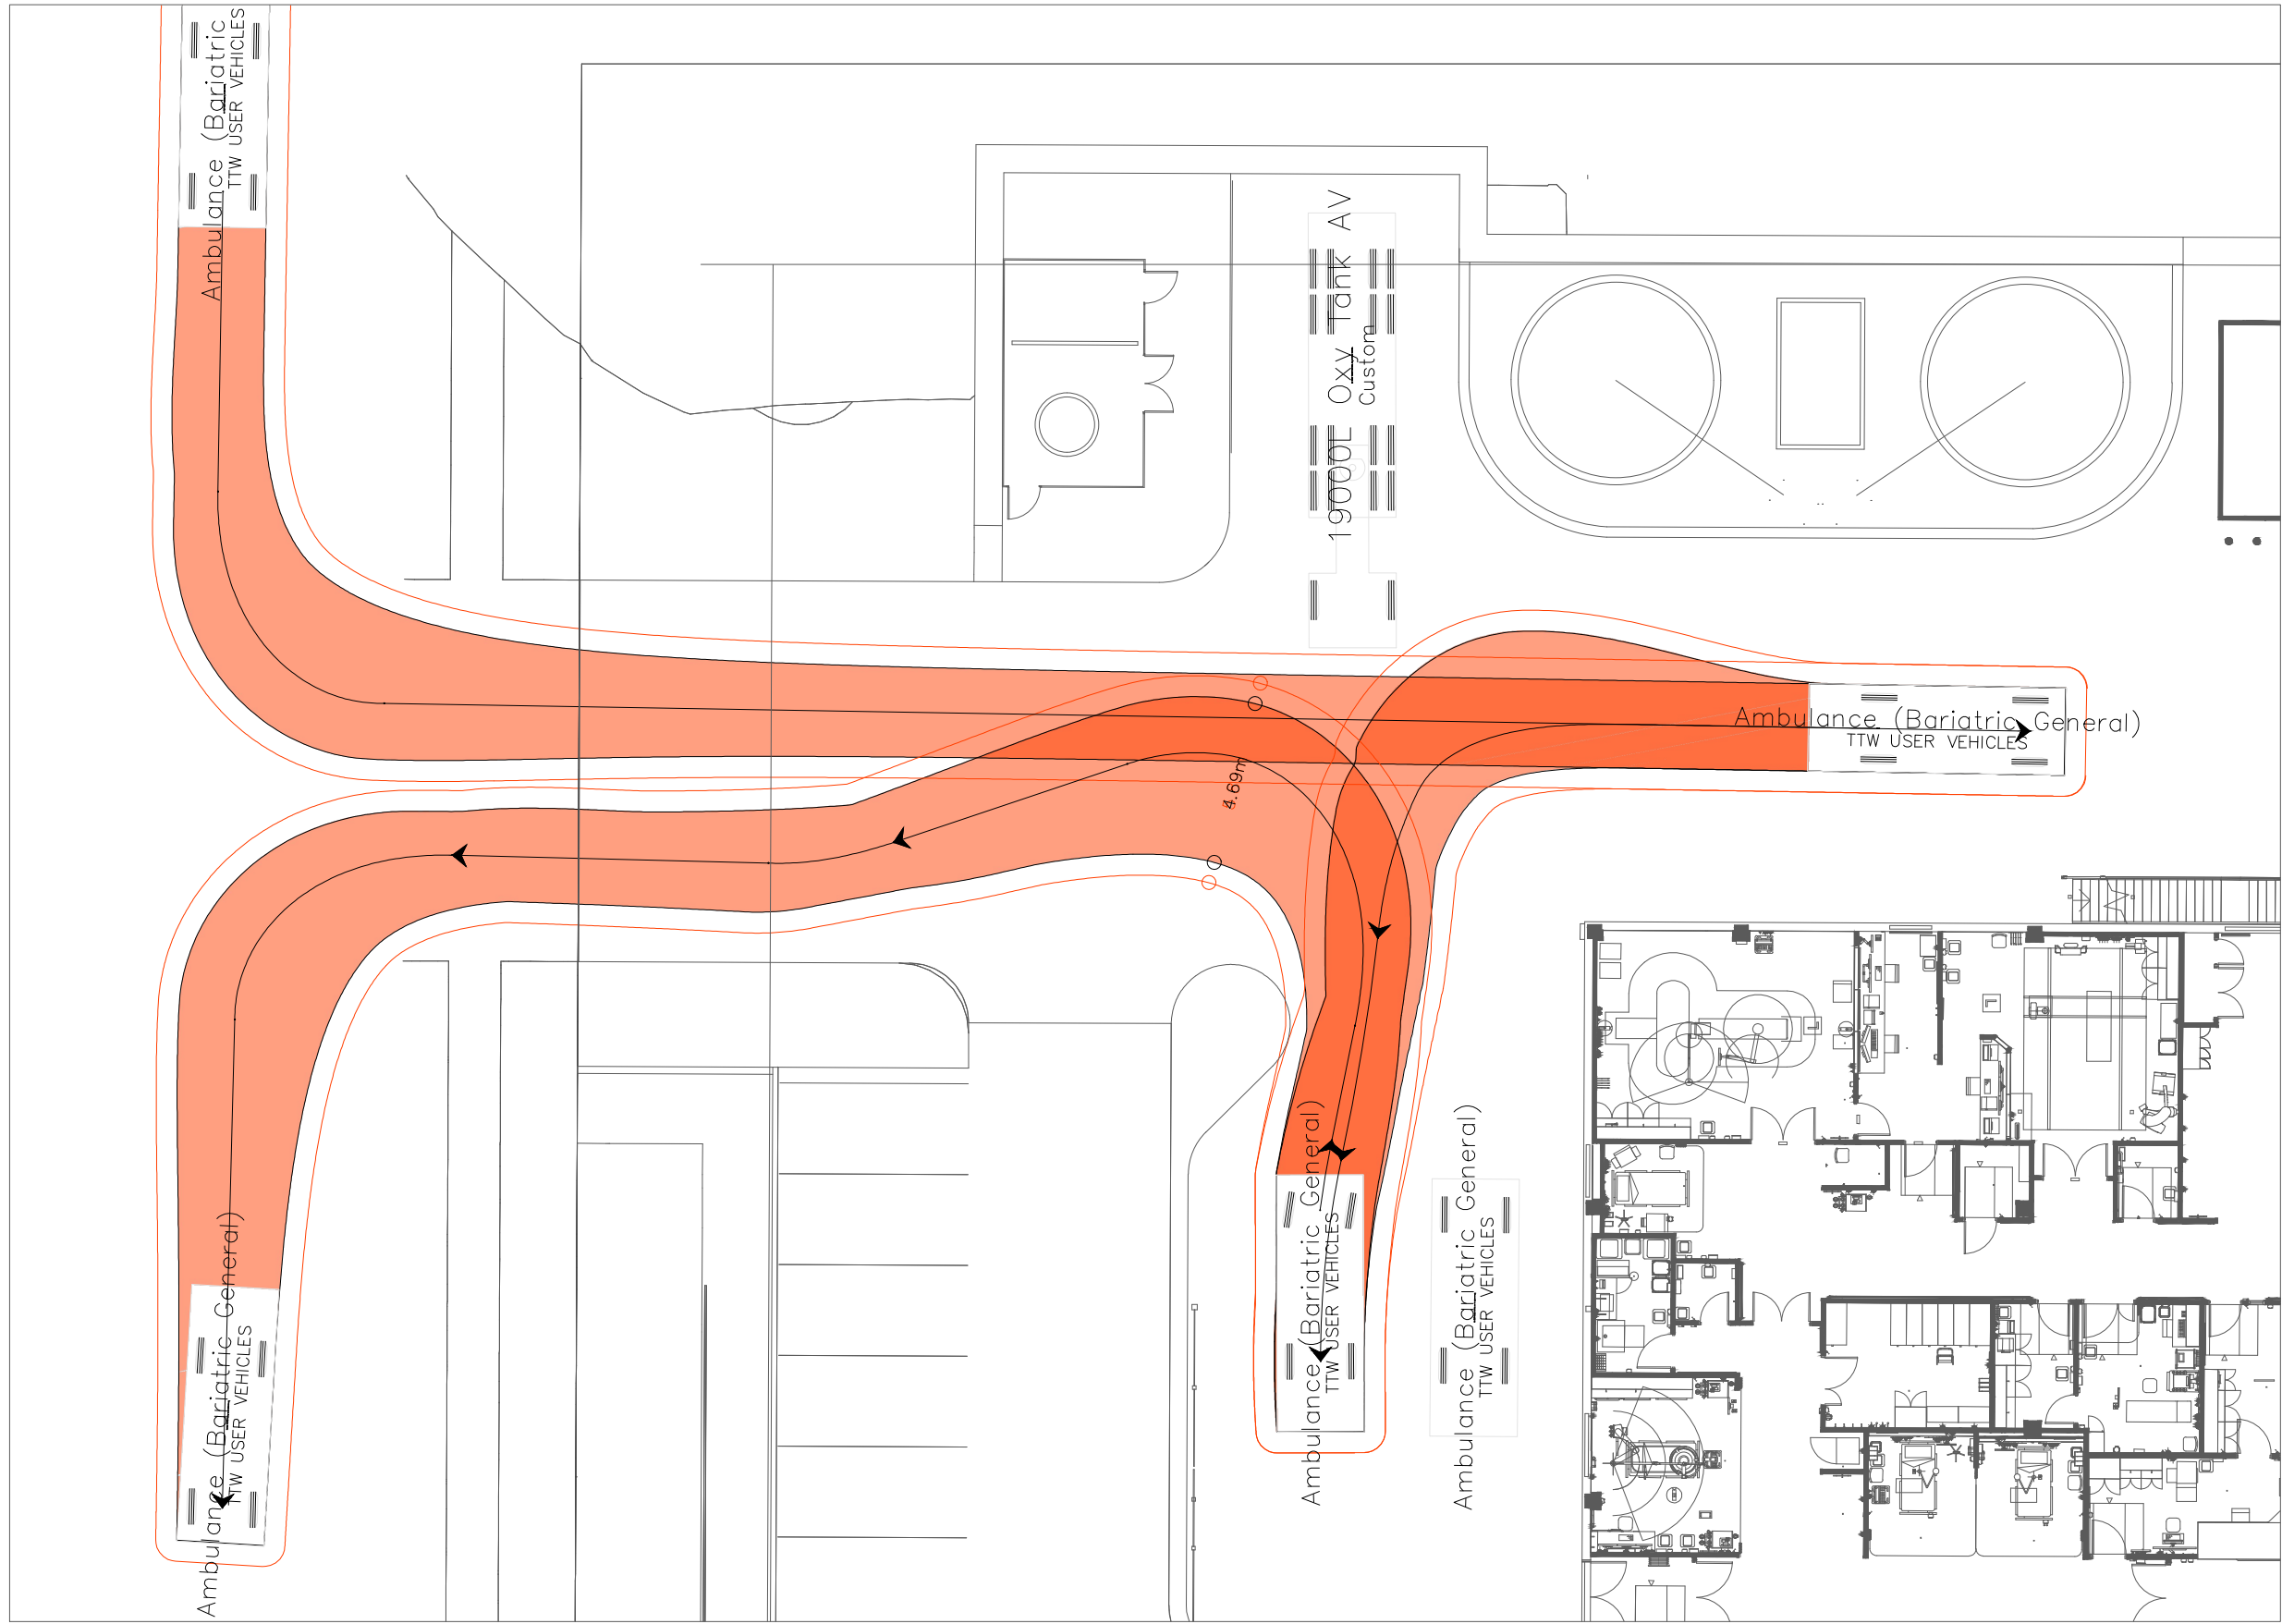 Ambulance (Bariatric
TTW USER VEHICLES
19000L Oxy Tank AV
Custom
Ambulance (Bariatric General)
TTW USER VEHICLES
4.69m
Ambulance (Bariatric General)
TTW USER VEHICLES
Ambulance (Bariatric General)
TTW USER VEHICLES
Ambulance (Bariatric General)
TTW USER VEHICLES